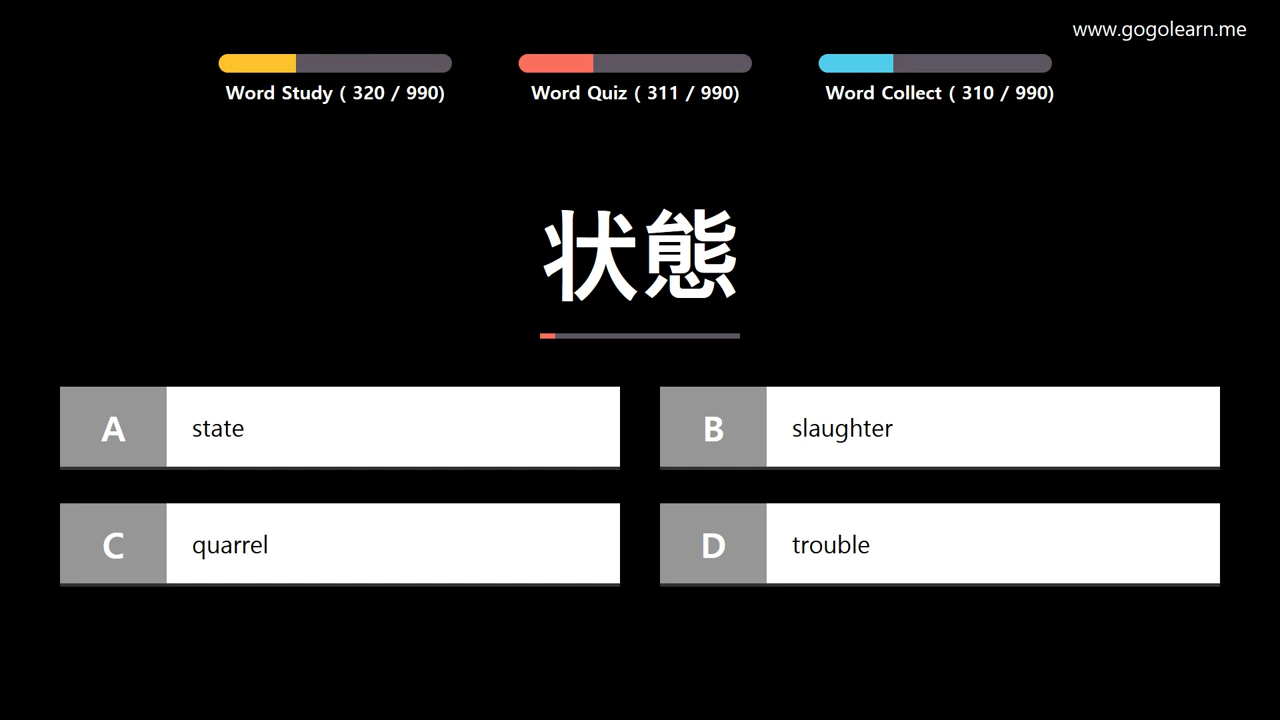 www.gogolearn.me
Word Study ( 320 / 990)
Word Quiz ( 311 / 990)
Word Collect ( 310 / 990)
状態
A state
B slaughter
C quarrel
D trouble